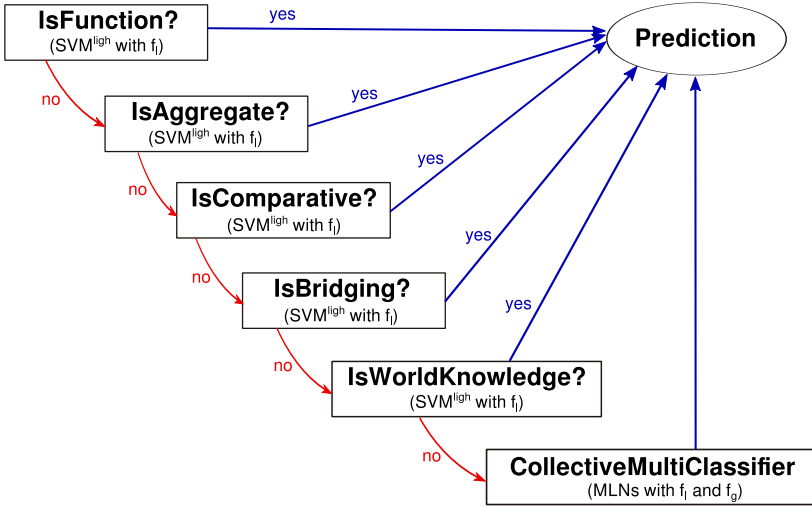 IsFunction?
(SVMligh with fl)
yes
Prediction
no
IsAggregate?
(SVMligh with fl)
yes
no
IsComparative?
(SVMligh with fl)
yes
no
IsBridging?
(SVMligh with fl)
yes
no
IsWorldKnowledge?
(SVMligh with fl)
yes
no
CollectiveMultiClassifier
(MLNs with fl and fg)